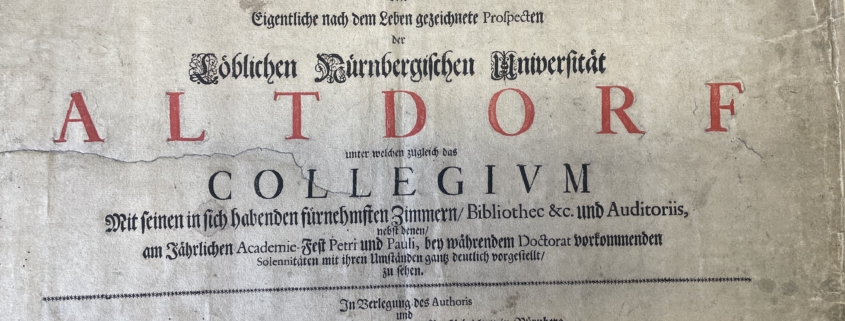 Eigentliche nach dem Leben gezeichnete Prospecten
der
Löblichen Nürnbergischen Universität
ALTDORF
unter welchen zugleich das
COLLEGIVM
Mit seinen in sich habenden fürnehmsten Zimmern/ Bibliothec &c. und Auditoriis,
nebst denen/
am Jährlichen Academie-Fest Petri und Pauli, bey währendem Doctorat vorkommenden
Solennitäten mit ihren Umständen gantz deutlich vorgestellt/
zu sehen.
In Verlegung des Authoris
und